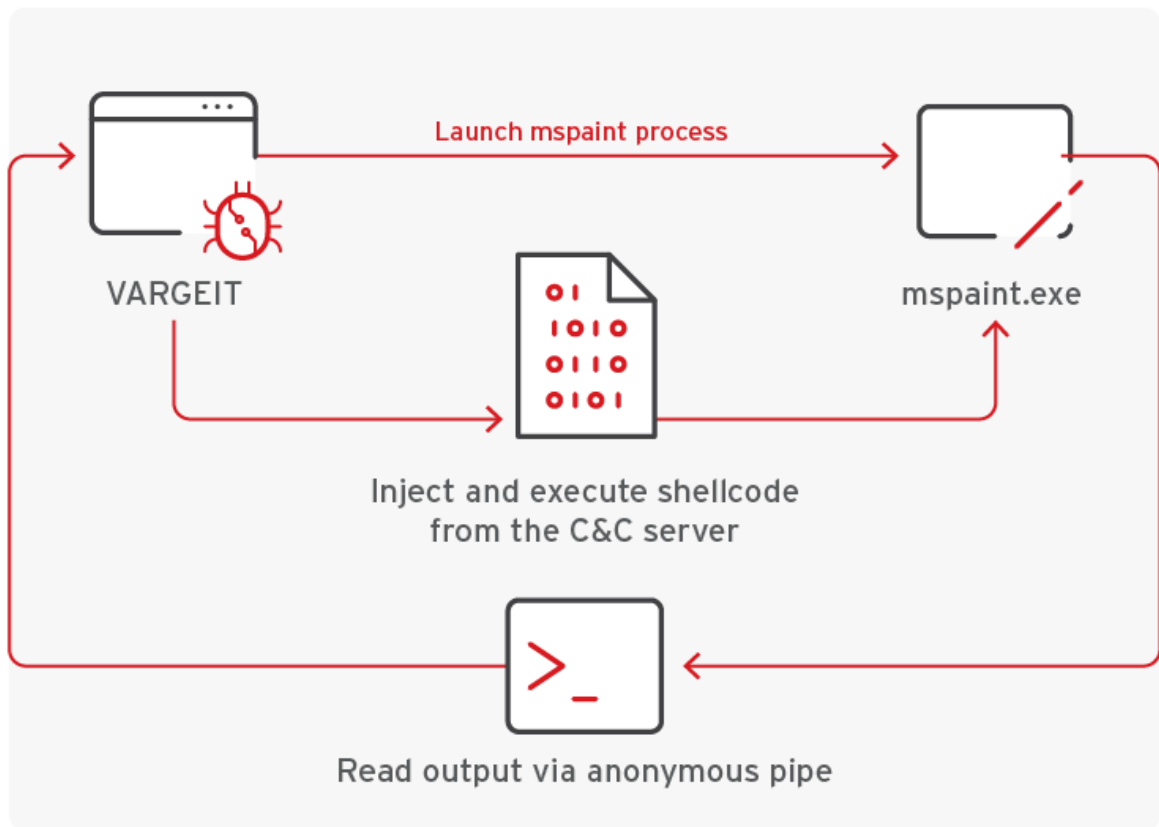 Launch mspaint process
VARGEIT
mspaint.exe
01
1010
0110
0101
Inject and execute shellcode
from the C&C server
>_
Read output via anonymous pipe